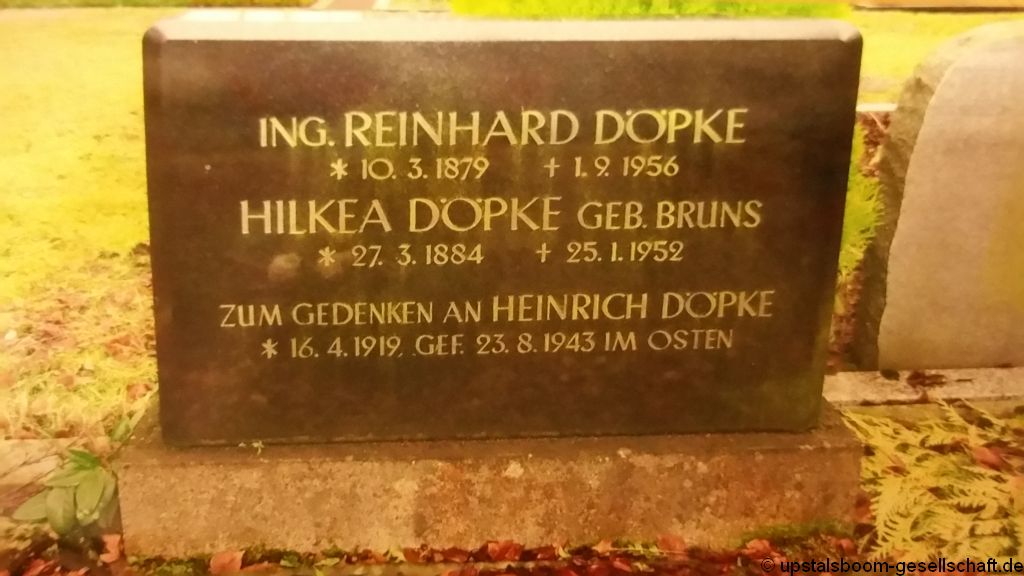 ING. REINHARD DÖPKE
* 10. 3. 1879 † 1. 9. 1956
HILKEA DÖPKE GEB. BRUNS
* 27. 3. 1884 † 25. 1. 1952
ZUM GEDENKEN AN HEINRICH DÖPKE
* 16. 4. 1919, GEF. 23. 8. 1943 IM OSTEN
© upstalsboom-gesellschaft.de